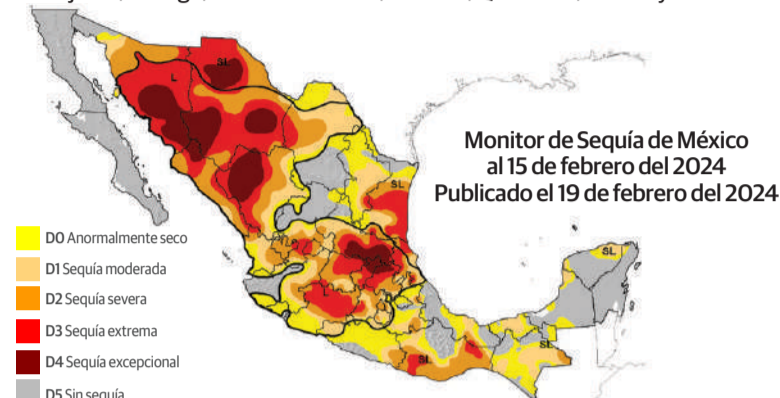 Monitor de Sequía de México
al 15 de febrero del 2024
Publicado el 19 de febrero del 2024
L
SL
SL
SL
SL
L
SL
D0 Anormalmente seco
D1 Sequía moderada
D2 Sequía severa
D3 Sequía extrema
D4 Sequía excepcional
D5 Sin sequía